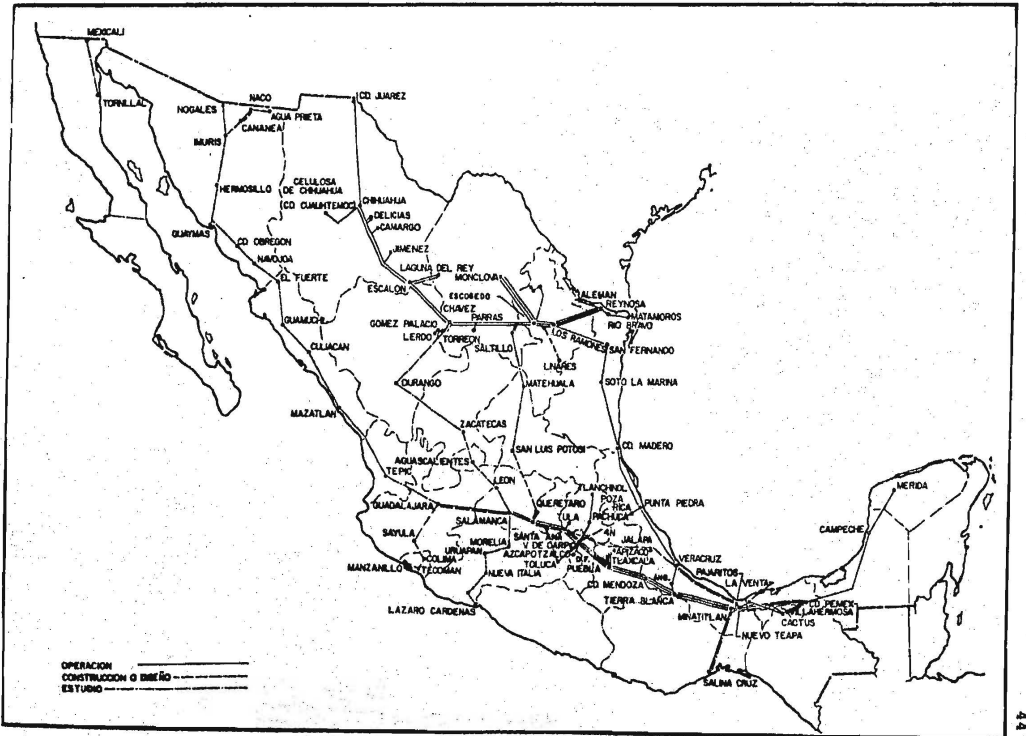 MEXICALI
TORNILLAL
NOGALES
NACO
AGUA PRIETA
CANANEA
IMURIS
CD. JUAREZ
HERMOSILLO
CELULOSA
DE CHIHUAHUA
(CD CUAUHTEMOC
CHIHUAHUA
DELICIAS
CAMARGO
GUAYMAS
CD. OBREGON
NAVOJOA
EL FUERTE
JIMENEZ
LAGUNA DEL REY
MONCLOVA
ESCALON
ESCOBEDO
CHAVEZ
ALEMAN
REYNOSA
MATAMOROS
RIO BRAVO
GUAMUCHIL
GOMEZ PALACIO
PARRAS
LERDO
TORREON
SALTILLO
LOS RAMONES
SAN FERNANDO
CULIACAN
LINARES
DURANGO
MATEHUALA
SOTO LA MARINA
MAZATLAN
ZACATECAS
SAN LUIS POTOSI
CD. MADERO
AGUASCALIENTES
TEPIC
LEON
TLANCHINOL
POZA
RICA
PUNTA PIEDRA
MERIDA
GUADALAJARA
QUERETARO
TULA
PACHUCA
SALAMANCA
CAMPECHE
SAYULA
MORELIA
SANTA ANA
V DE CARPIO
JALAPA
URUAPAN
AZCAPOTZALCO
APIZACO
TLAXCALA
VERACRUZ
COLIMA
TOLUCA
D.F.
PUEBLA
PAJARITOS
MANZANILLO
TECOMAN
NUEVA ITALIA
CD MENDOZA
LA VENTA
LAZARO CARDENAS
TIERRA BLANCA
CD. PEMEX
VILLAHERMOSA
MINATITLAN
CACTUS
NUEVO TEAPA
SALINA CRUZ
OPERACION
CONSTRUCCION O DISEÑO
ESTUDIO
44